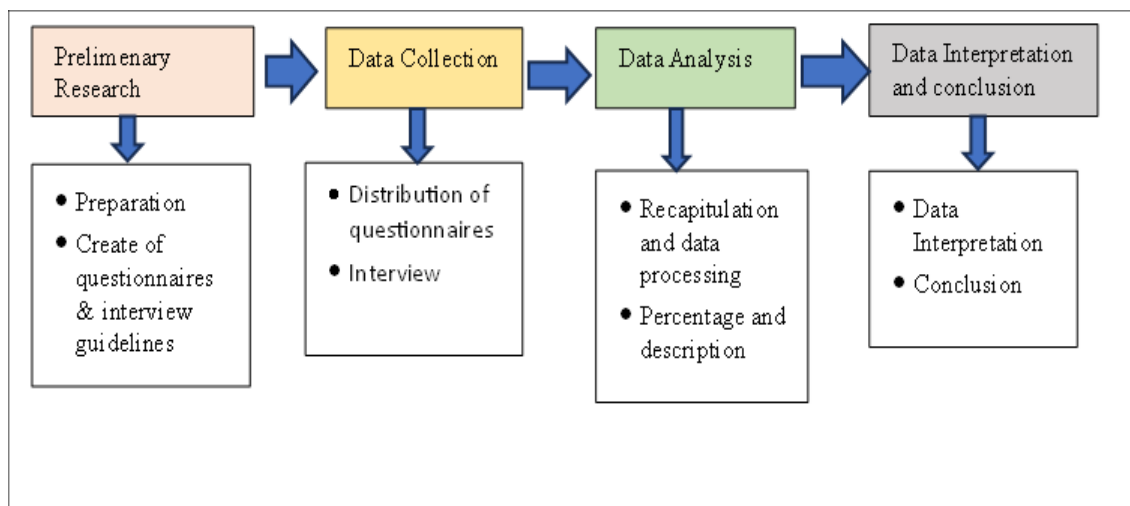 Prelimenary
Research
Data Collection
Data Analysis
Data Interpretation
and conclusion
• Preparation
• Create of
questionnaires
& interview
guidelines
• Distribution of
questionnaires
• Interview
• Recapitulation
and data
processing
• Percentage and
description
• Data
Interpretation
• Conclusion